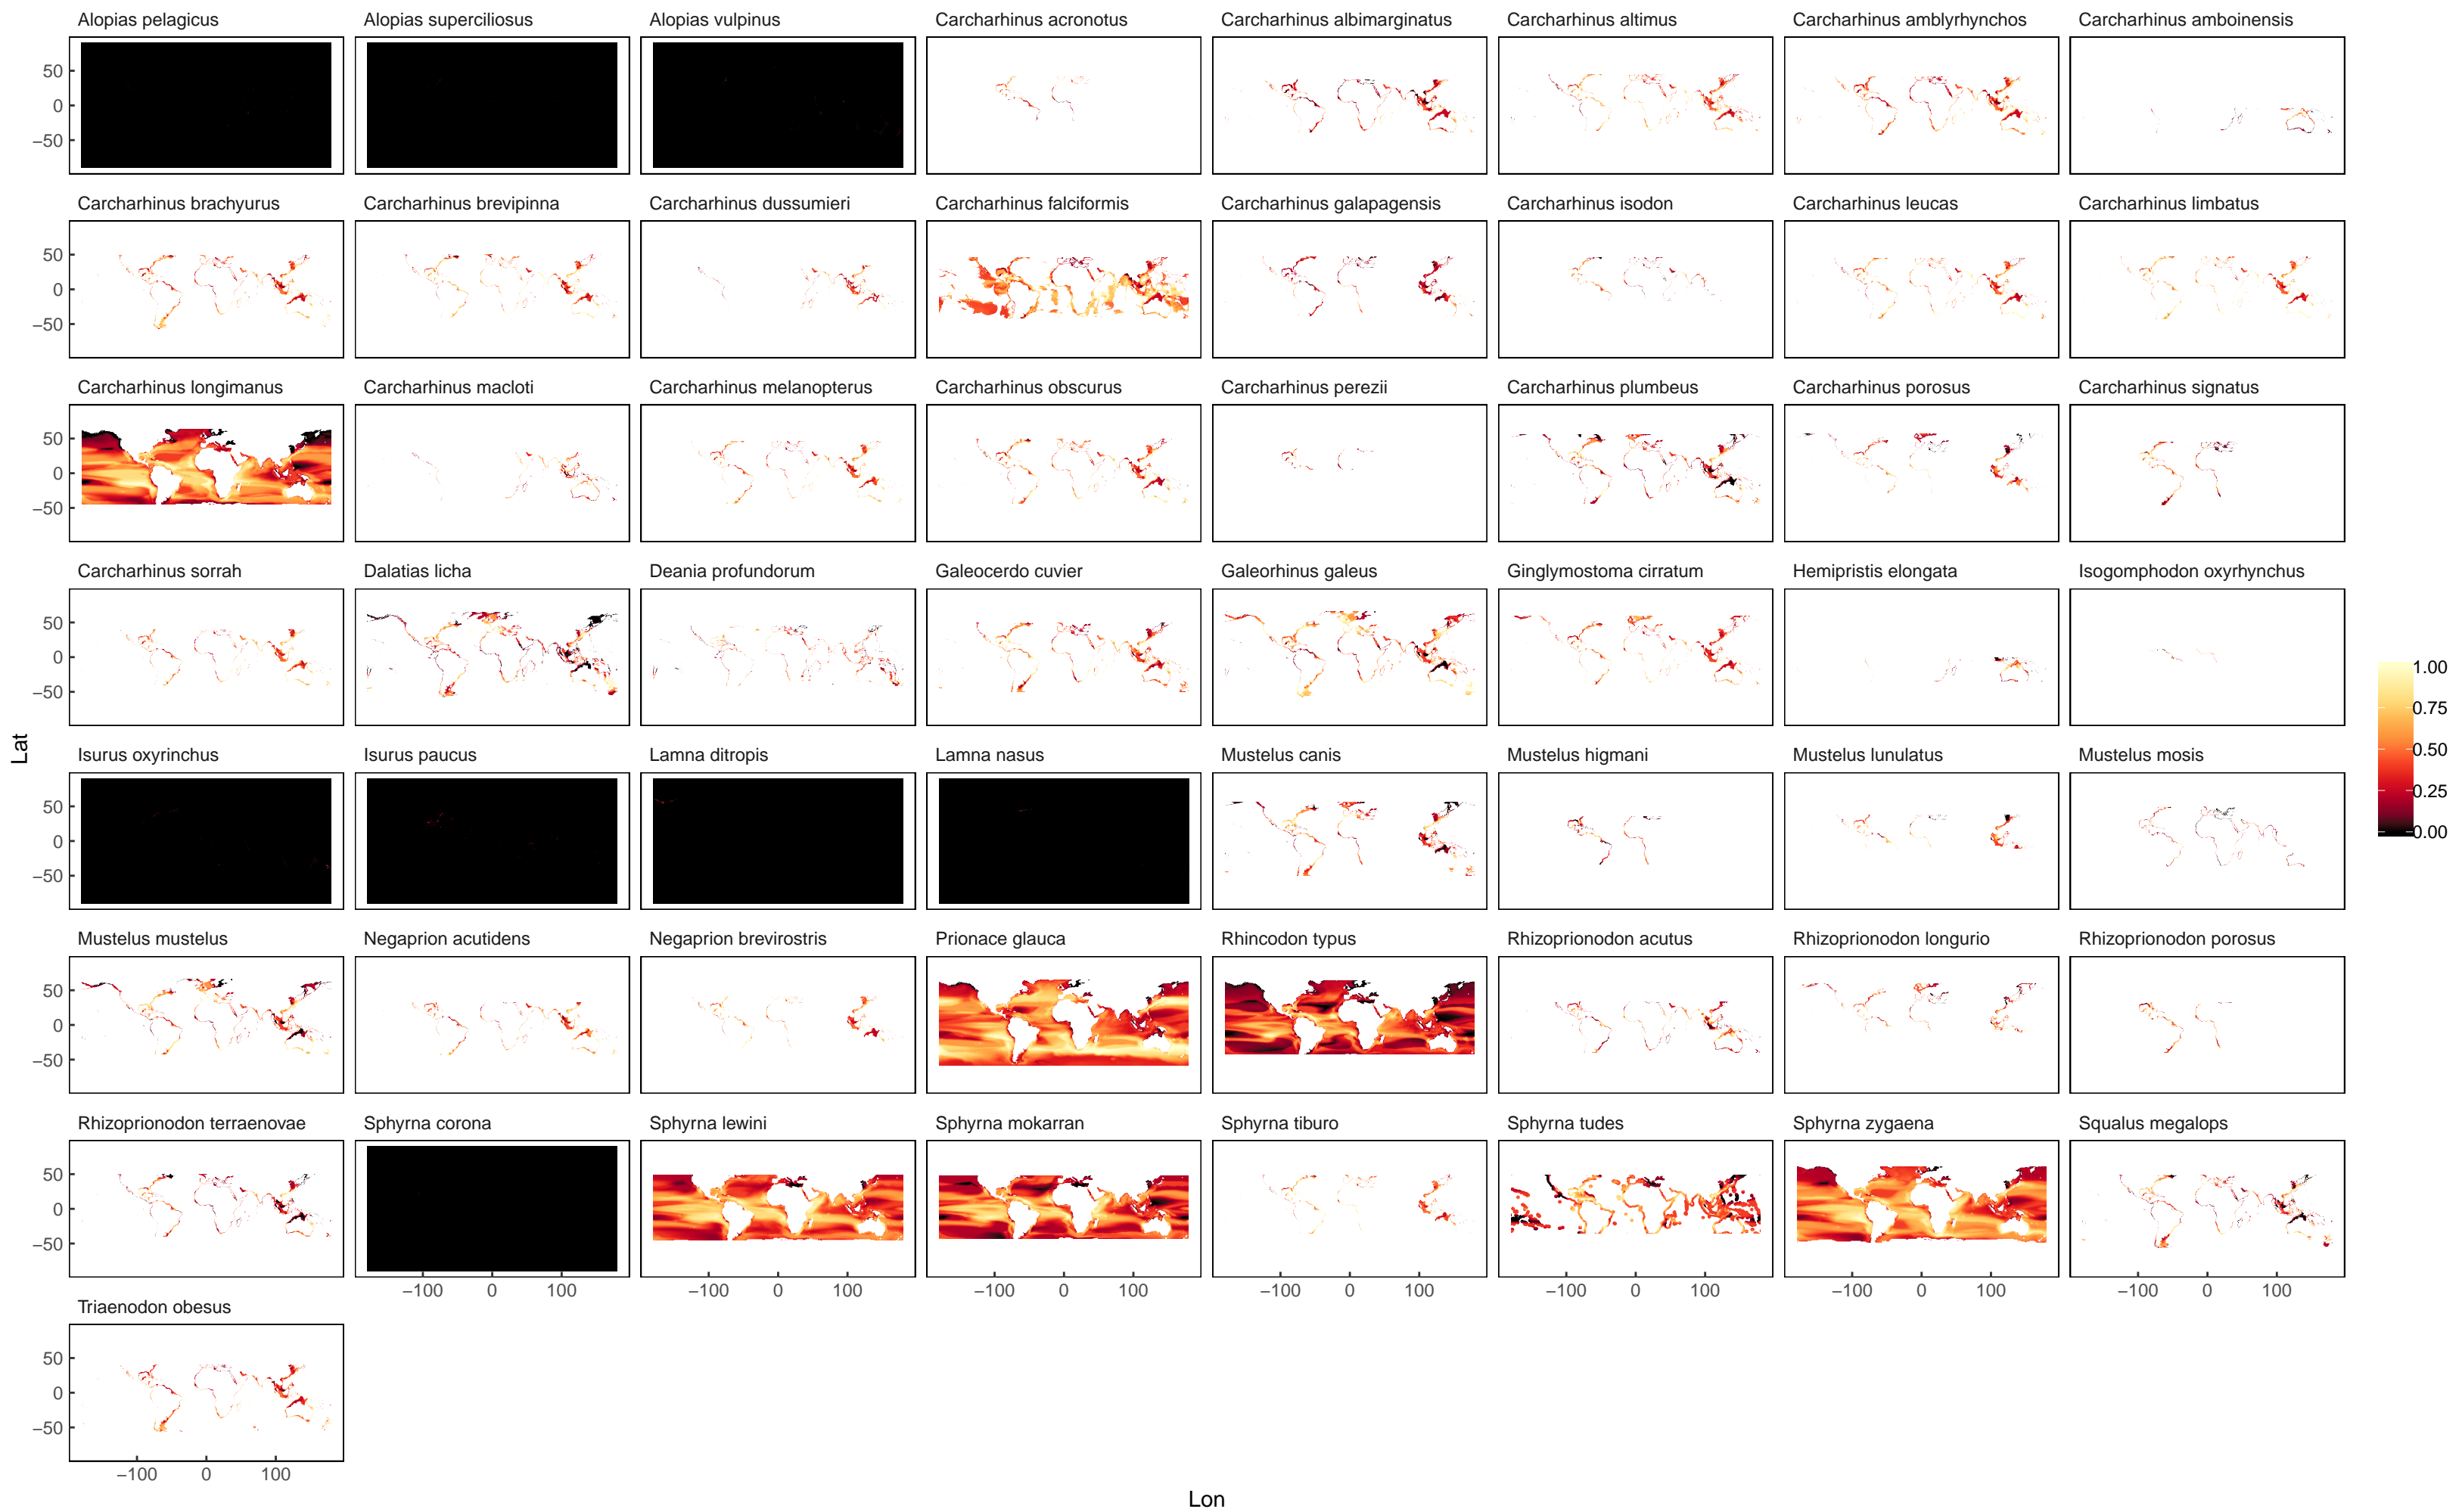 Alopias pelagicus Alopias superciliosus Alopias vulpinus Carcharhinus acronotus Carcharhinus albimarginatus Carcharhinus altimus Carcharhinus amblyrhynchos Carcharhinus amboinensis
50
0
−50
Carcharhinus brachyurus Carcharhinus brevipinna Carcharhinus dussumieri Carcharhinus falciformis Carcharhinus galapagensis Carcharhinus isodon Carcharhinus leucas Carcharhinus limbatus
50
0
−50
Carcharhinus longimanus Carcharhinus macloti Carcharhinus melanopterus Carcharhinus obscurus Carcharhinus perezii Carcharhinus plumbeus Carcharhinus porosus Carcharhinus signatus
50
0
−50
Carcharhinus sorrah Dalatias licha Deania profundorum Galeocerdo cuvier Galeorhinus galeus Ginglymostoma cirratum Hemipristis elongata Isogomphodon oxyrhynchus
50
0
−50
Lat
1.00
0.75
0.50
0.25
0.00
Isurus oxyrinchus Isurus paucus Lamna ditropis Lamna nasus Mustelus canis Mustelus higmani Mustelus lunulatus Mustelus mosis
50
0
−50
Mustelus mustelus Negaprion acutidens Negaprion brevirostris Prionace glauca Rhincodon typus Rhizoprionodon acutus Rhizoprionodon longurio Rhizoprionodon porosus
50
0
−50
Rhizoprionodon terraenovae Sphyrna corona Sphyrna lewini Sphyrna mokarran Sphyrna tiburo Sphyrna tudes Sphyrna zygaena Squalus megalops
50
0
−50
−100 0 100 −100 0 100 −100 0 100 −100 0 100 −100 0 100 −100 0 100 −100 0 100
Triaenodon obesus
50
0
−50
−100 0 100
Lon